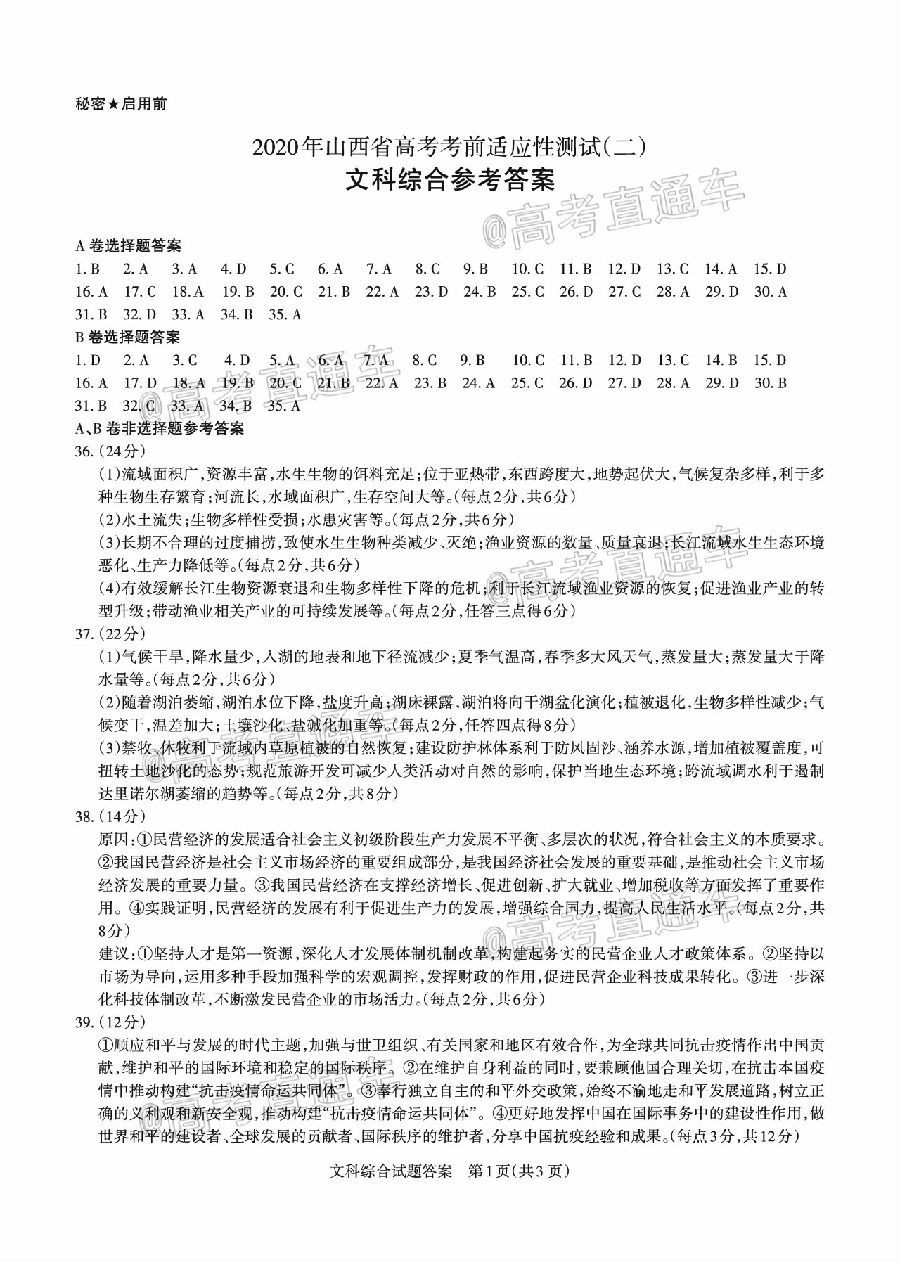 秘密★启用前
2020年山西省高考考前适应性测试(二)
文科综合参考答案
@高考直通车
A 卷选择题答案
1. B 2. A 3. A 4. D 5. C 6. A 7. A 8. C 9. B 10. C 11. B 12. D 13. C 14. A 15. D
16. A 17. C 18. A 19. B 20. C 21. B 22. A 23. D 24. B 25. C 26. D 27. C 28. A 29. D 30. A
31. B 32. D 33. A 34. B 35. A
B 卷选择题答案
1. D 2. A 3. C 4. D 5. A 6. A 7. A 8. C 9. B 10. C 11. B 12. D 13. C 14. B 15. D
16. A 17. D 18. A 19. B 20. C 21. B 22. A 23. B 24. A 25. C 26. D 27. D 28. A 29. D 30. B
31. B 32. C 33. A 34. B 35. A
@高考直通车
A、B 卷非选择题参考答案
@高考直通车
36. (24分)
(1)流域面积广,资源丰富,水生生物的饵料充足;位于亚热带,东西跨度大,地势起伏大,气候复杂多样,利于多
种生物生存繁育;河流长,水域面积广,生存空间大等。(每点2分,共6分)
(2)水土流失;生物多样性受损;水患灾害等。(每点2分,共6分)
(3)长期不合理的过度捕捞,致使水生生物种类减少、灭绝;渔业资源的数量、质量衰退;长江流域水生生态环境
恶化、生产力降低等。(每点2分,共6分)
@高考直通车
(4)有效缓解长江生物资源衰退和生物多样性下降的危机;利于长江流域渔业资源的恢复;促进渔业产业的转
型升级;带动渔业相关产业的可持续发展等。(每点2分,任答三点得6分)
37. (22分)
(1)气候干旱,降水量少,入湖的地表和地下径流减少;夏季气温高,春季多大风天气,蒸发量大;蒸发量大于降
水量等。(每点2分,共6分)
(2)随着湖泊萎缩,湖泊水位下降,盐度升高;湖床裸露,湖泊将向干湖盆化演化;植被退化,生物多样性减少;气
候变干,温差加大;土壤沙化、盐碱化加重等。(每点2分,任答四点得8分)
@高考直通车
(3)禁牧、休牧利于流域内草原植被的自然恢复;建设防护林体系利于防风固沙、涵养水源,增加植被覆盖度,可
扭转土地沙化的态势;规范旅游开发可减少人类活动对自然的影响,保护当地生态环境;跨流域调水利于遏制
达里诺尔湖萎缩的趋势等。(每点2分,共8分)
@高考直通车
38. (14分)
原因:①民营经济的发展适合社会主义初级阶段生产力发展不平衡、多层次的状况,符合社会主义的本质要求。
②我国民营经济是社会主义市场经济的重要组成部分,是我国经济社会发展的重要基础,是推动社会主义市场
经济发展的重要力量。③我国民营经济在支撑经济增长、促进创新、扩大就业、增加税收等方面发挥了重要作
用。④实践证明,民营经济的发展有利于促进生产力的发展,增强综合国力,提高人民生活水平。(每点2分,共
8分)
@高考直通车
建议:①坚持人才是第一资源,深化人才发展体制机制改革,构建起务实的民营企业人才政策体系。②坚持以
市场为导向,运用多种手段加强科学的宏观调控,发挥财政的作用,促进民营企业科技成果转化。③进一步深
化科技体制改革,不断激发民营企业的市场活力。(每点2分,共6分)
39. (12分)
①顺应和平与发展的时代主题,加强与世卫组织、有关国家和地区有效合作,为全球共同抗击疫情作出中国贡
献,维护和平的国际环境和稳定的国际秩序。②在维护自身利益的同时,要兼顾他国合理关切,在抗击本国疫
情中推动构建“抗击疫情命运共同体”。③奉行独立自主的和平外交政策,始终不渝地走和平发展道路,树立正
确的义利观和新安全观,推动构建“抗击疫情命运共同体”。④更好地发挥中国在国际事务中的建设性作用,做
世界和平的建设者、全球发展的贡献者、国际秩序的维护者,分享中国抗疫经验和成果。(每点3分,共12分)
@高考直通车
@高考直通车
文科综合试题答案 第1页(共3页)